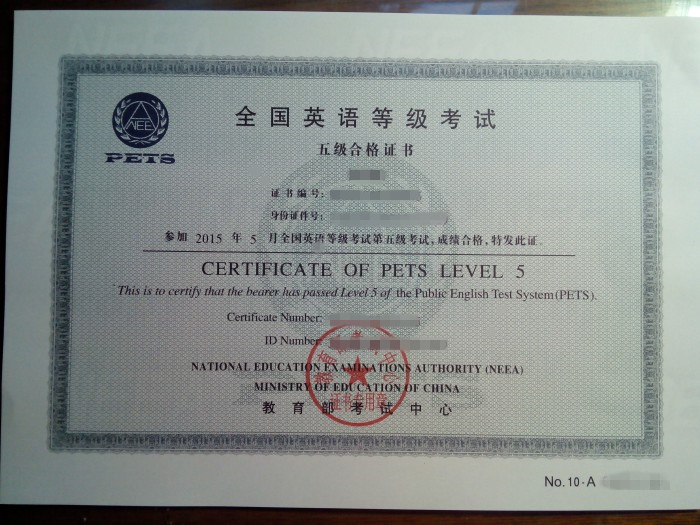 NEEA
PETS
全国英语等级考试
五级合格证书
证书编号:
身份证件号:
参加 2015 年 5 月全国英语等级考试第五级考试,成绩合格,特发此证.
CERTIFICATE OF PETS LEVEL 5
This is to certify that the bearer has passed Level 5 of the Public English Test System(PETS).
Certificate Number:
ID Number:
NATIONAL EDUCATION EXAMINATIONS AUTHORITY (NEEA)
MINISTRY OF EDUCATION OF CHINA
教育部考试中心
证书专用章
No. 10-A